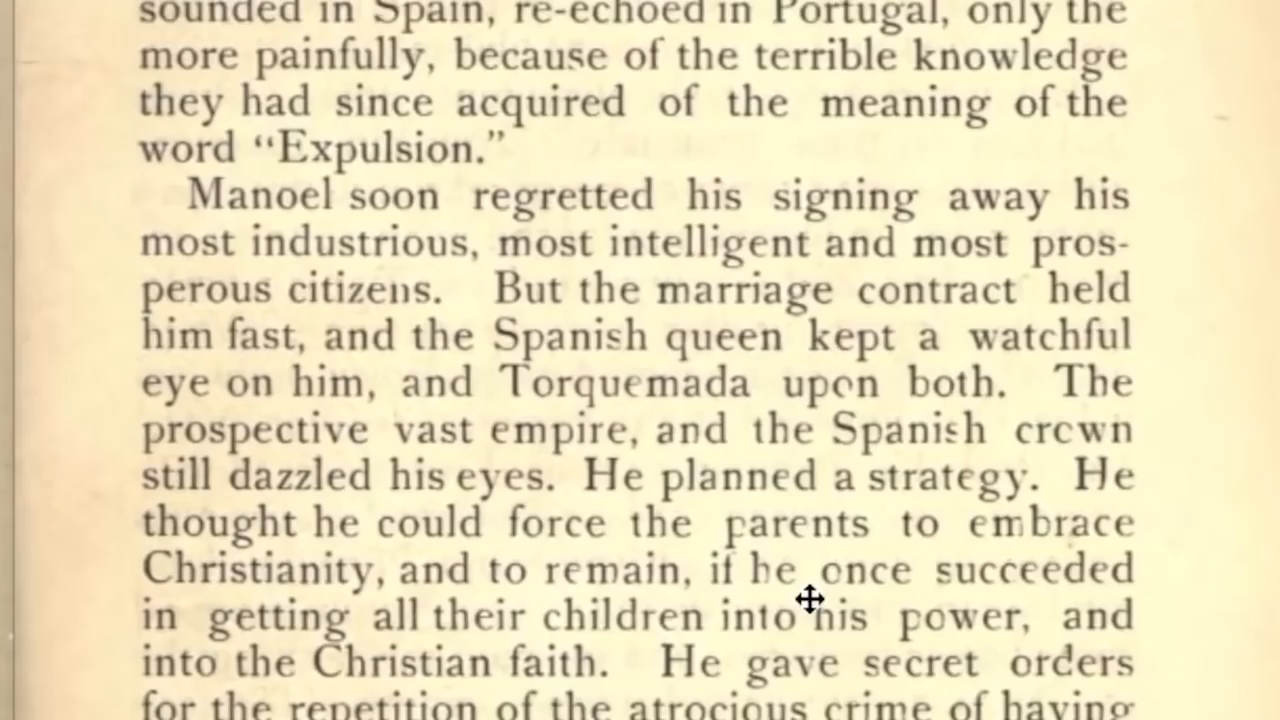 sounded in Spain, re-echoed in Portugal, only the
more painfully, because of the terrible knowledge
they had since acquired of the meaning of the
word “Expulsion.”
Manoel soon regretted his signing away his
most industrious, most intelligent and most pros-
perous citizens. But the marriage contract held
him fast, and the Spanish queen kept a watchful
eye on him, and Torquemada upon both. The
prospective vast empire, and the Spanish crown
still dazzled his eyes. He planned a strategy. He
thought he could force the parents to embrace
Christianity, and to remain, if he once succeeded
in getting all their children into his power, and
into the Christian faith. He gave secret orders
for the repetition of the atrocious crime of having